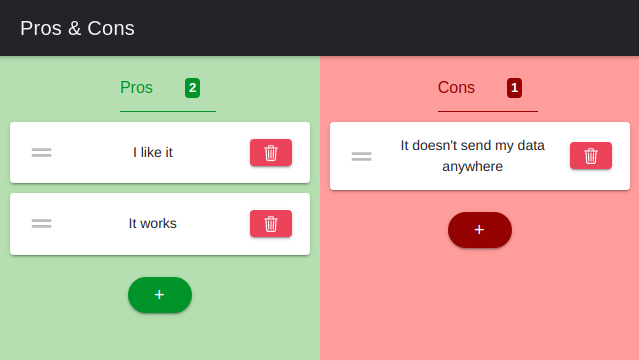 Pros & Cons
Pros 2
I like it
It works
+
Cons 1
It doesn't send my data
anywhere
+